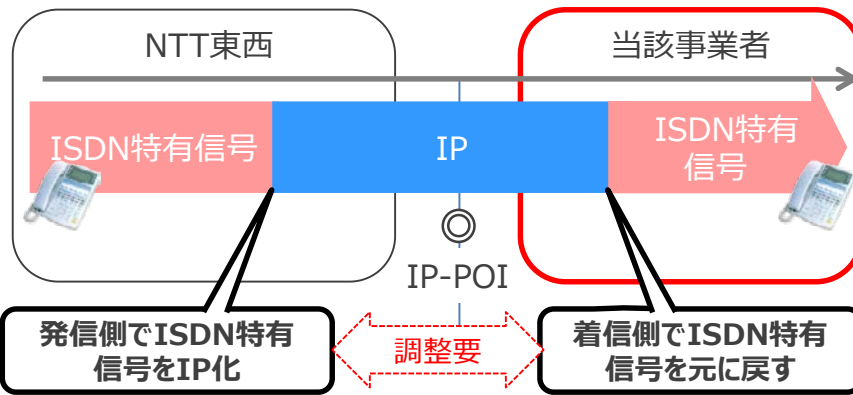 NTT東西
当該事業者
ISDN特有信号
IP
ISDN特有
信号
IP-POI
発信側でISDN特有
信号をIP化
調整要
着信側でISDN特有
信号を元に戻す